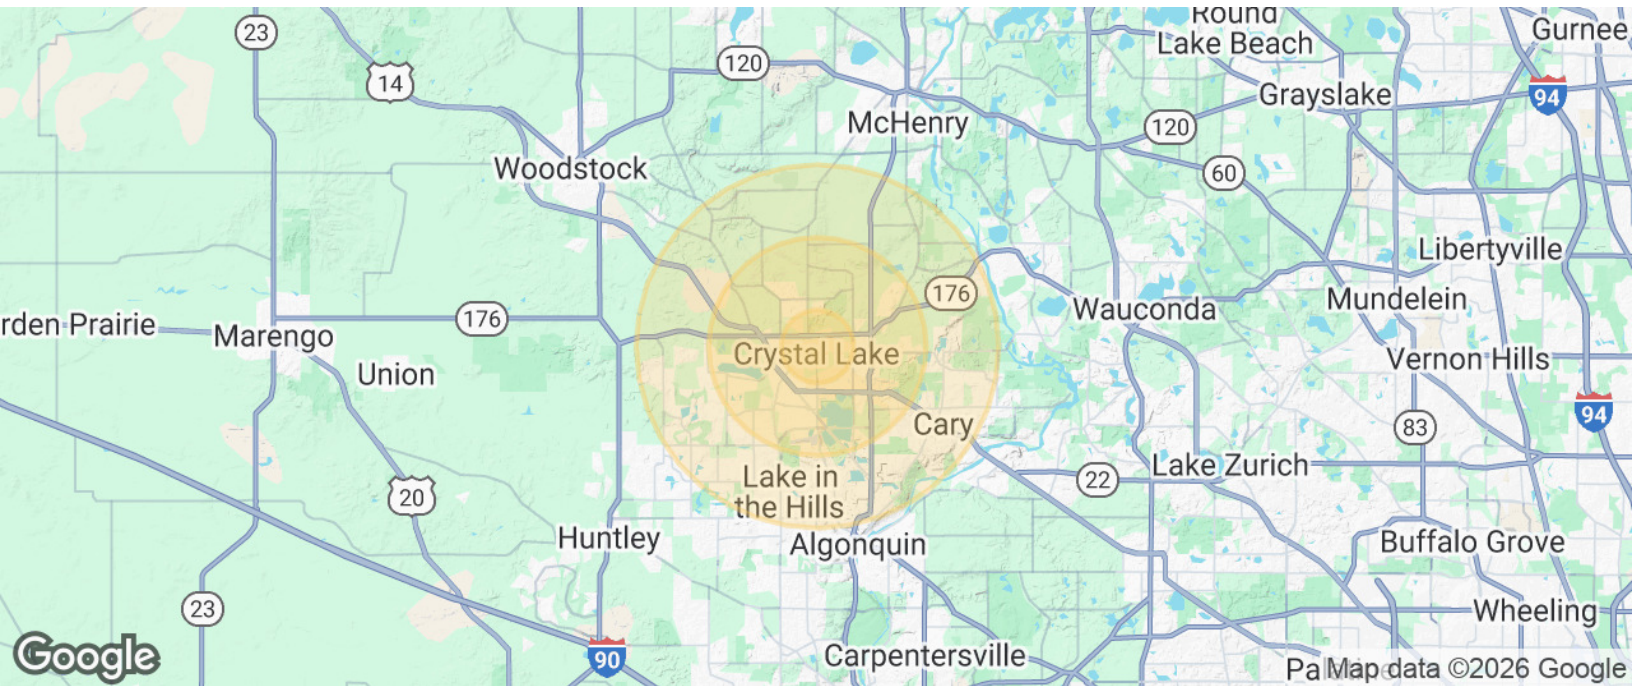 23
14
120
Round
Lake Beach
Gurnee
94
Grayslake
McHenry
120
Woodstock
60
Libertyville
176
Wauconda
Mundelein
176
rden Prairie
Marengo
Crystal Lake
Vernon Hills
Union
94
Cary
83
Lake Zurich
Lake in
the Hills
22
20
Huntley
Algonquin
Buffalo Grove
23
Wheeling
Google
90
Carpentersville
Pa
Map data ©2026 Google